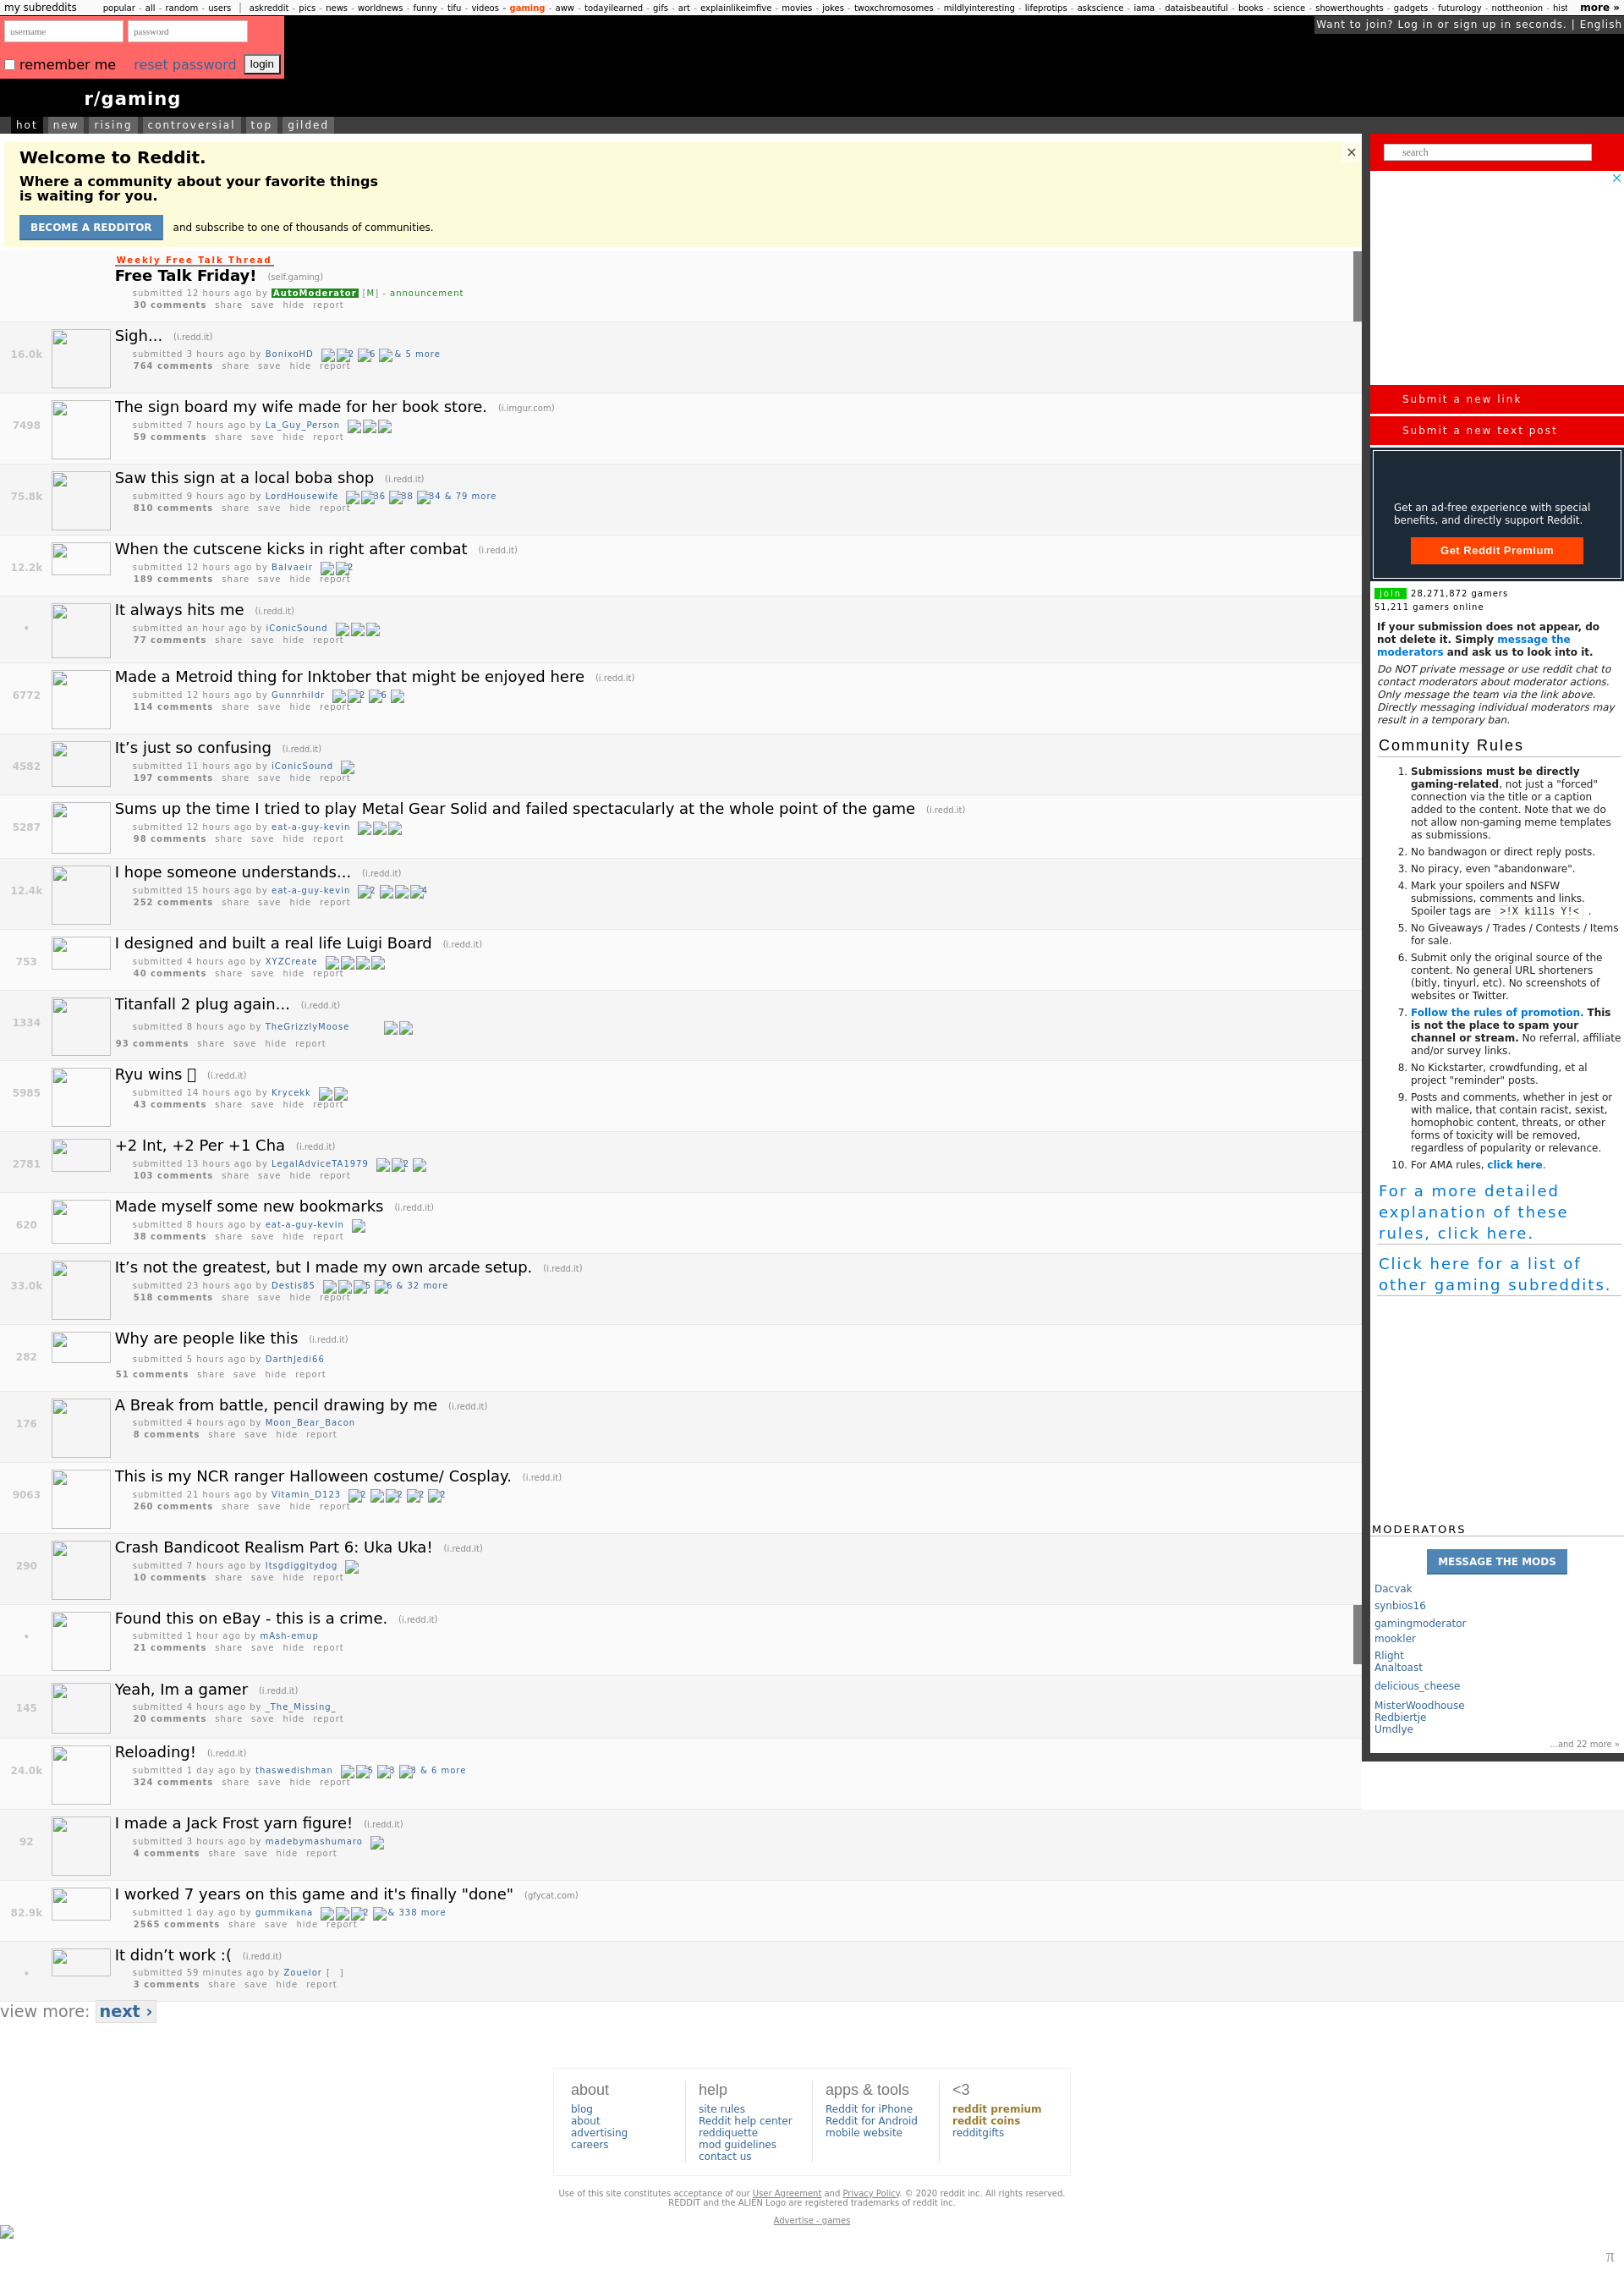 my subreddits popular - all - random - users | askreddit - pics - news - worldnews - funny - tifu - videos - gaming - aww - todayilearned - gifs - art - explainlikeimfive - movies - jokes - twoxchromosomes - mildlyinteresting - lifeprotips - askscience - iama - dataisbeautiful - books - science - showerthoughts - gadgets - futurology - nottheonion - hist more »
username password
Want to join? Log in or sign up in seconds. | English
remember me reset password login
r/gaming
hot new rising controversial top gilded
Welcome to Reddit.
Where a community about your favorite things
is waiting for you.
BECOME A REDDITOR and subscribe to one of thousands of communities.
×
Weekly Free Talk Thread
Free Talk Friday! (self.gaming)
submitted 12 hours ago by AutoModerator [M] - announcement
30 comments share save hide report
16.0k
Sigh... (i.redd.it)
submitted 3 hours ago by BonixoHD 2 6 & 5 more
764 comments share save hide report
7498
The sign board my wife made for her book store. (i.imgur.com)
submitted 7 hours ago by La_Guy_Person
59 comments share save hide report
75.8k
Saw this sign at a local boba shop (i.redd.it)
submitted 9 hours ago by LordHousewife 36 38 34 & 79 more
810 comments share save hide report
12.2k
When the cutscene kicks in right after combat (i.redd.it)
submitted 12 hours ago by Balvaeir 2
189 comments share save hide report
•
It always hits me (i.redd.it)
submitted an hour ago by iConicSound
77 comments share save hide report
6772
Made a Metroid thing for Inktober that might be enjoyed here (i.redd.it)
submitted 12 hours ago by Gunnrhildr 2 6
114 comments share save hide report
4582
It’s just so confusing (i.redd.it)
submitted 11 hours ago by iConicSound
197 comments share save hide report
5287
Sums up the time I tried to play Metal Gear Solid and failed spectacularly at the whole point of the game (i.redd.it)
submitted 12 hours ago by eat-a-guy-kevin
98 comments share save hide report
12.4k
I hope someone understands... (i.redd.it)
submitted 15 hours ago by eat-a-guy-kevin 2 4
252 comments share save hide report
753
I designed and built a real life Luigi Board (i.redd.it)
submitted 4 hours ago by XYZCreate
40 comments share save hide report
1334
Titanfall 2 plug again... (i.redd.it)
submitted 8 hours ago by TheGrizzlyMoose
93 comments share save hide report
5985
Ryu wins (i.redd.it)
submitted 14 hours ago by Krycekk
43 comments share save hide report
2781
+2 Int, +2 Per +1 Cha (i.redd.it)
submitted 13 hours ago by LegalAdviceTA1979 2
103 comments share save hide report
620
Made myself some new bookmarks (i.redd.it)
submitted 8 hours ago by eat-a-guy-kevin
38 comments share save hide report
33.0k
It’s not the greatest, but I made my own arcade setup. (i.redd.it)
submitted 23 hours ago by Destis85 5 6 & 32 more
518 comments share save hide report
282
Why are people like this (i.redd.it)
submitted 5 hours ago by DarthJedi66
51 comments share save hide report
176
A Break from battle, pencil drawing by me (i.redd.it)
submitted 4 hours ago by Moon_Bear_Bacon
8 comments share save hide report
9063
This is my NCR ranger Halloween costume/ Cosplay. (i.redd.it)
submitted 21 hours ago by Vitamin_D123 2 2 2 2
260 comments share save hide report
290
Crash Bandicoot Realism Part 6: Uka Uka! (i.redd.it)
submitted 7 hours ago by Itsgdiggitydog
10 comments share save hide report
•
Found this on eBay - this is a crime. (i.redd.it)
submitted 1 hour ago by mAsh-emup
21 comments share save hide report
145
Yeah, Im a gamer (i.redd.it)
submitted 4 hours ago by _The_Missing_
20 comments share save hide report
24.0k
Reloading! (i.redd.it)
submitted 1 day ago by thaswedishman 5 3 3 & 6 more
324 comments share save hide report
92
I made a Jack Frost yarn figure! (i.redd.it)
submitted 3 hours ago by madebymashumaro
4 comments share save hide report
82.9k
I worked 7 years on this game and it's finally "done" (gfycat.com)
submitted 1 day ago by gummikana 2 & 338 more
2565 comments share save hide report
•
It didn’t work :( (i.redd.it)
submitted 59 minutes ago by Zouelor [ ]
3 comments share save hide report
view more: next ›
search
×
Submit a new link
Submit a new text post
Get an ad-free experience with special
benefits, and directly support Reddit.
Get Reddit Premium
join 28,271,872 gamers
51,211 gamers online
If your submission does not appear, do
not delete it. Simply message the
moderators and ask us to look into it.
Do NOT private message or use reddit chat to
contact moderators about moderator actions.
Only message the team via the link above.
Directly messaging individual moderators may
result in a temporary ban.
Community Rules
1. Submissions must be directly
gaming-related, not just a "forced"
connection via the title or a caption
added to the content. Note that we do
not allow non-gaming meme templates
as submissions.
2. No bandwagon or direct reply posts.
3. No piracy, even "abandonware".
4. Mark your spoilers and NSFW
submissions, comments and links.
Spoiler tags are >!X kills Y!< .
5. No Giveaways / Trades / Contests / Items
for sale.
6. Submit only the original source of the
content. No general URL shorteners
(bitly, tinyurl, etc). No screenshots of
websites or Twitter.
7. Follow the rules of promotion. This
is not the place to spam your
channel or stream. No referral, affiliate
and/or survey links.
8. No Kickstarter, crowdfunding, et al
project "reminder" posts.
9. Posts and comments, whether in jest or
with malice, that contain racist, sexist,
homophobic content, threats, or other
forms of toxicity will be removed,
regardless of popularity or relevance.
10. For AMA rules, click here.
For a more detailed
explanation of these
rules, click here.
Click here for a list of
other gaming subreddits.
MODERATORS
MESSAGE THE MODS
Dacvak
synbios16
gamingmoderator
mookler
Rlight
Analtoast
delicious_cheese
MisterWoodhouse
Redbiertje
Umdlye
...and 22 more »
about
blog
about
advertising
careers
help
site rules
Reddit help center
reddiquette
mod guidelines
contact us
apps & tools
Reddit for iPhone
Reddit for Android
mobile website
<3
reddit premium
reddit coins
redditgifts
Use of this site constitutes acceptance of our User Agreement and Privacy Policy. © 2020 reddit inc. All rights reserved.
REDDIT and the ALIEN Logo are registered trademarks of reddit inc.
Advertise - games
π